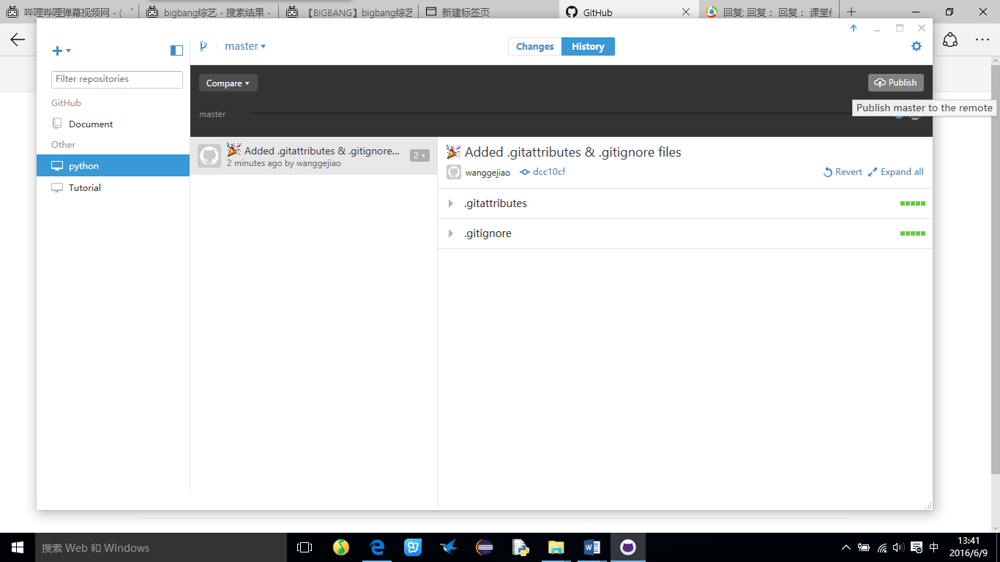 哔哩哔哩弹幕视频网 - (
bigbang综艺 - 搜索结果 -
【BIGBANG】bigbang综艺
新建标签页
GitHub
回复: 回复： 回复： 课堂作
master
Changes
History
Filter repositories
GitHub
Document
Other
python
Tutorial
Compare
Publish
master
Publish master to the remote
Added .gitattributes & .gitignore...
2 minutes ago by wanggejiao
2
Added .gitattributes & .gitignore files
wanggejiao
dcc10cf
Revert
Expand all
.gitattributes
.gitignore
搜索 Web 和 Windows
中
13:41
2016/6/9